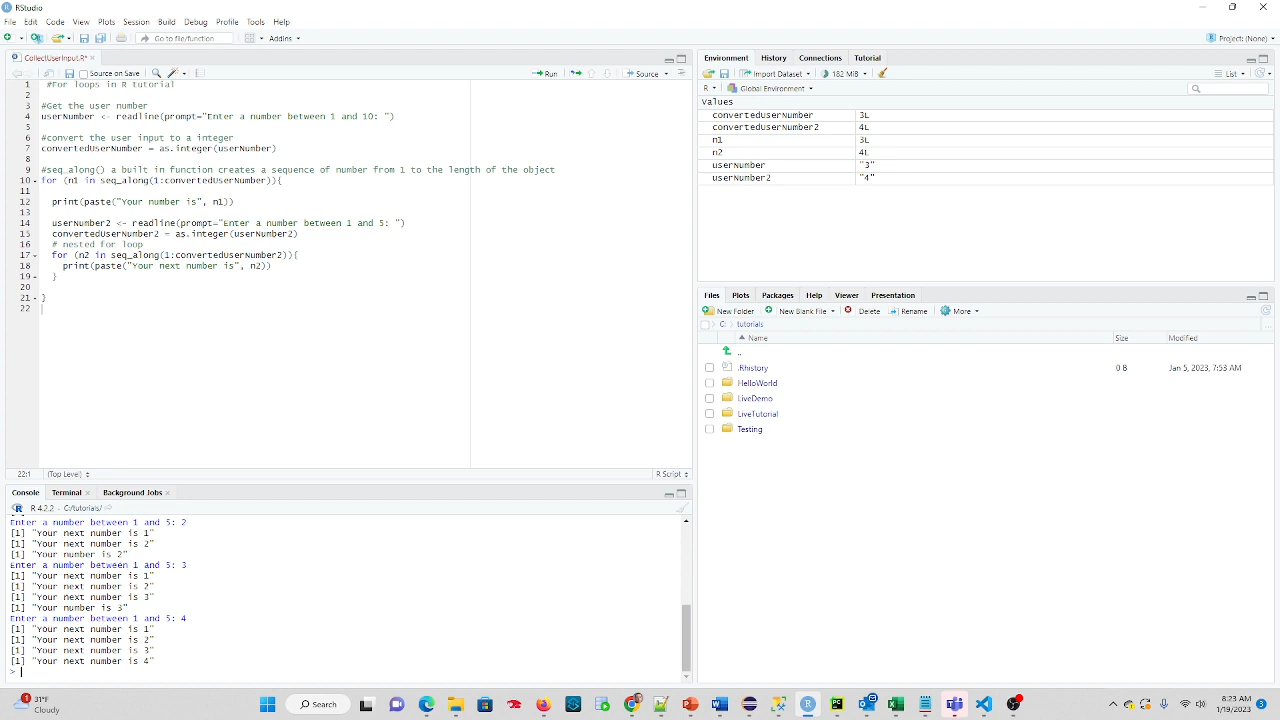 RStudio
File Edit Code View Plots Session Build Debug Profile Tools Help
Go to file/function Addins Project: (None)
CollectUserInput.R*
Source on Save Run Source
1 #For loops in R tutorial
2
3 #Get the user number
4 userNumber <- readline(prompt="Enter a number between 1 and 10: ")
5
6 #convert the user input to a integer
7 convertedUserNumber = as.integer(userNumber)
8
9 #seq_along() a built in function creates a sequence of number from 1 to the length of the object
10 for (n1 in seq_along(1:convertedUserNumber)){
11
12 print(paste("Your number is", n1))
13
14 userNumber2 <- readline(prompt="Enter a number between 1 and 5: ")
15 convertedUserNumber2 = as.integer(userNumber2)
16 # nested for loop
17 for (n2 in seq_along(1:convertedUserNumber2)){
18 print(paste("Your next number is", n2))
19 }
20
21 }
22
22:1 (Top Level) R Script
Console Terminal Background Jobs
R 4.2.2 · C:/tutorials/
Enter a number between 1 and 5: 2
[1] "Your next number is 1"
[1] "Your next number is 2"
[1] "Your number is 2"
Enter a number between 1 and 5: 3
[1] "Your next number is 1"
[1] "Your next number is 2"
[1] "Your next number is 3"
[1] "Your number is 3"
Enter a number between 1 and 5: 4
[1] "Your next number is 1"
[1] "Your next number is 2"
[1] "Your next number is 3"
[1] "Your next number is 4"
>
Environment History Connections Tutorial
Import Dataset 182 MiB List
R Global Environment
Values
convertedUserNumber 3L
convertedUserNumber2 4L
n1 3L
n2 4L
userNumber "3"
userNumber2 "4"
Files Plots Packages Help Viewer Presentation
New Folder New Blank File Delete Rename More
C: tutorials
Name Size Modified
..
.Rhistory 0 B Jan 5, 2023, 7:53 AM
HelloWorld
LiveDemo
LiveTutorial
Testing
1 31°F
Cloudy
Search
8:23 AM
1/19/2023
3